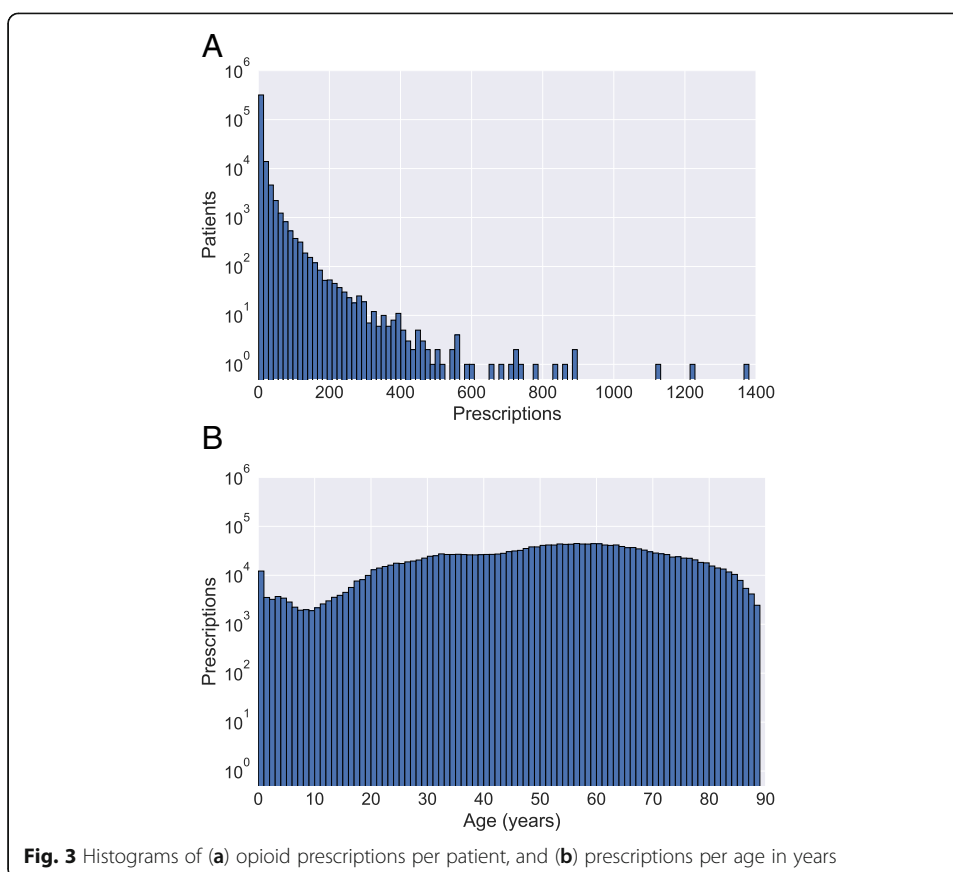 A
10^6
10^5
10^4
10^3
10^2
10^1
10^0
Patients
0 200 400 600 800 1000 1200 1400
Prescriptions
B
10^6
10^5
10^4
10^3
10^2
10^1
10^0
Prescriptions
0 10 20 30 40 50 60 70 80 90
Age (years)
Fig. 3 Histograms of (a) opioid prescriptions per patient, and (b) prescriptions per age in years